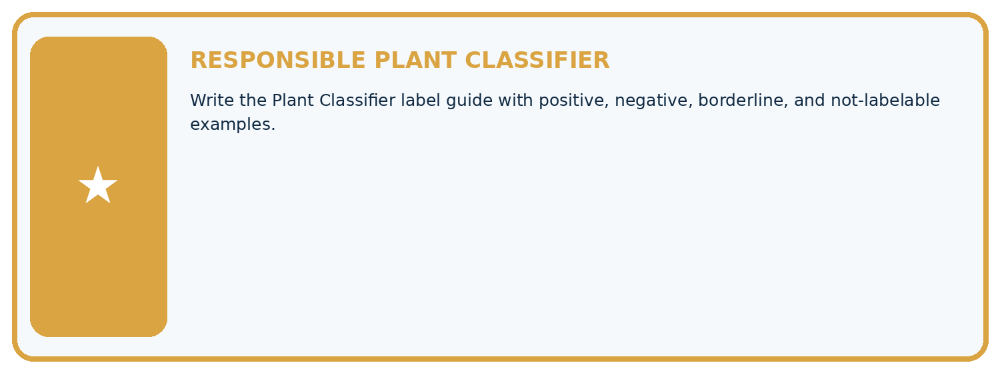 RESPONSIBLE PLANT CLASSIFIER
Write the Plant Classifier label guide with positive, negative, borderline, and not-labelable
examples.